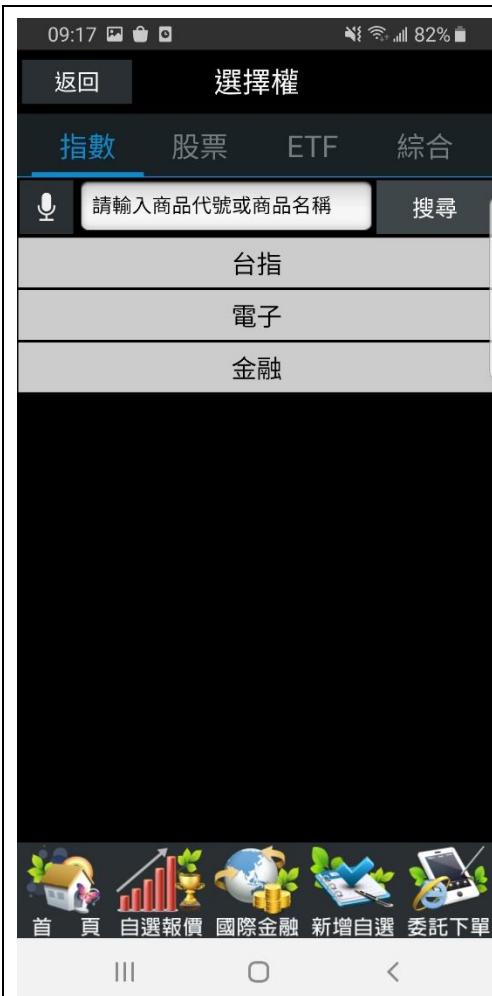 09:17 82%
返回 選擇權
指數 股票 ETF 綜合
請輸入商品代號或商品名稱 搜尋
台指
電子
金融
首 頁 自選報價 國際金融 新增自選 委託下單